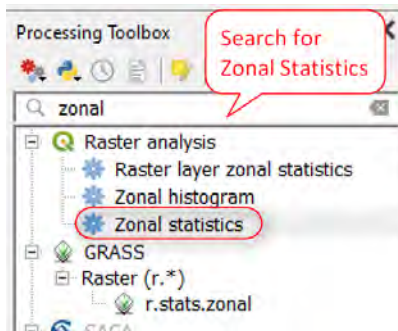 Processing Toolbox
Search for
Zonal Statistics
zonal
Raster analysis
Raster layer zonal statistics
Zonal histogram
Zonal statistics
GRASS
Raster (r.*)
r.stats.zonal
SAGA